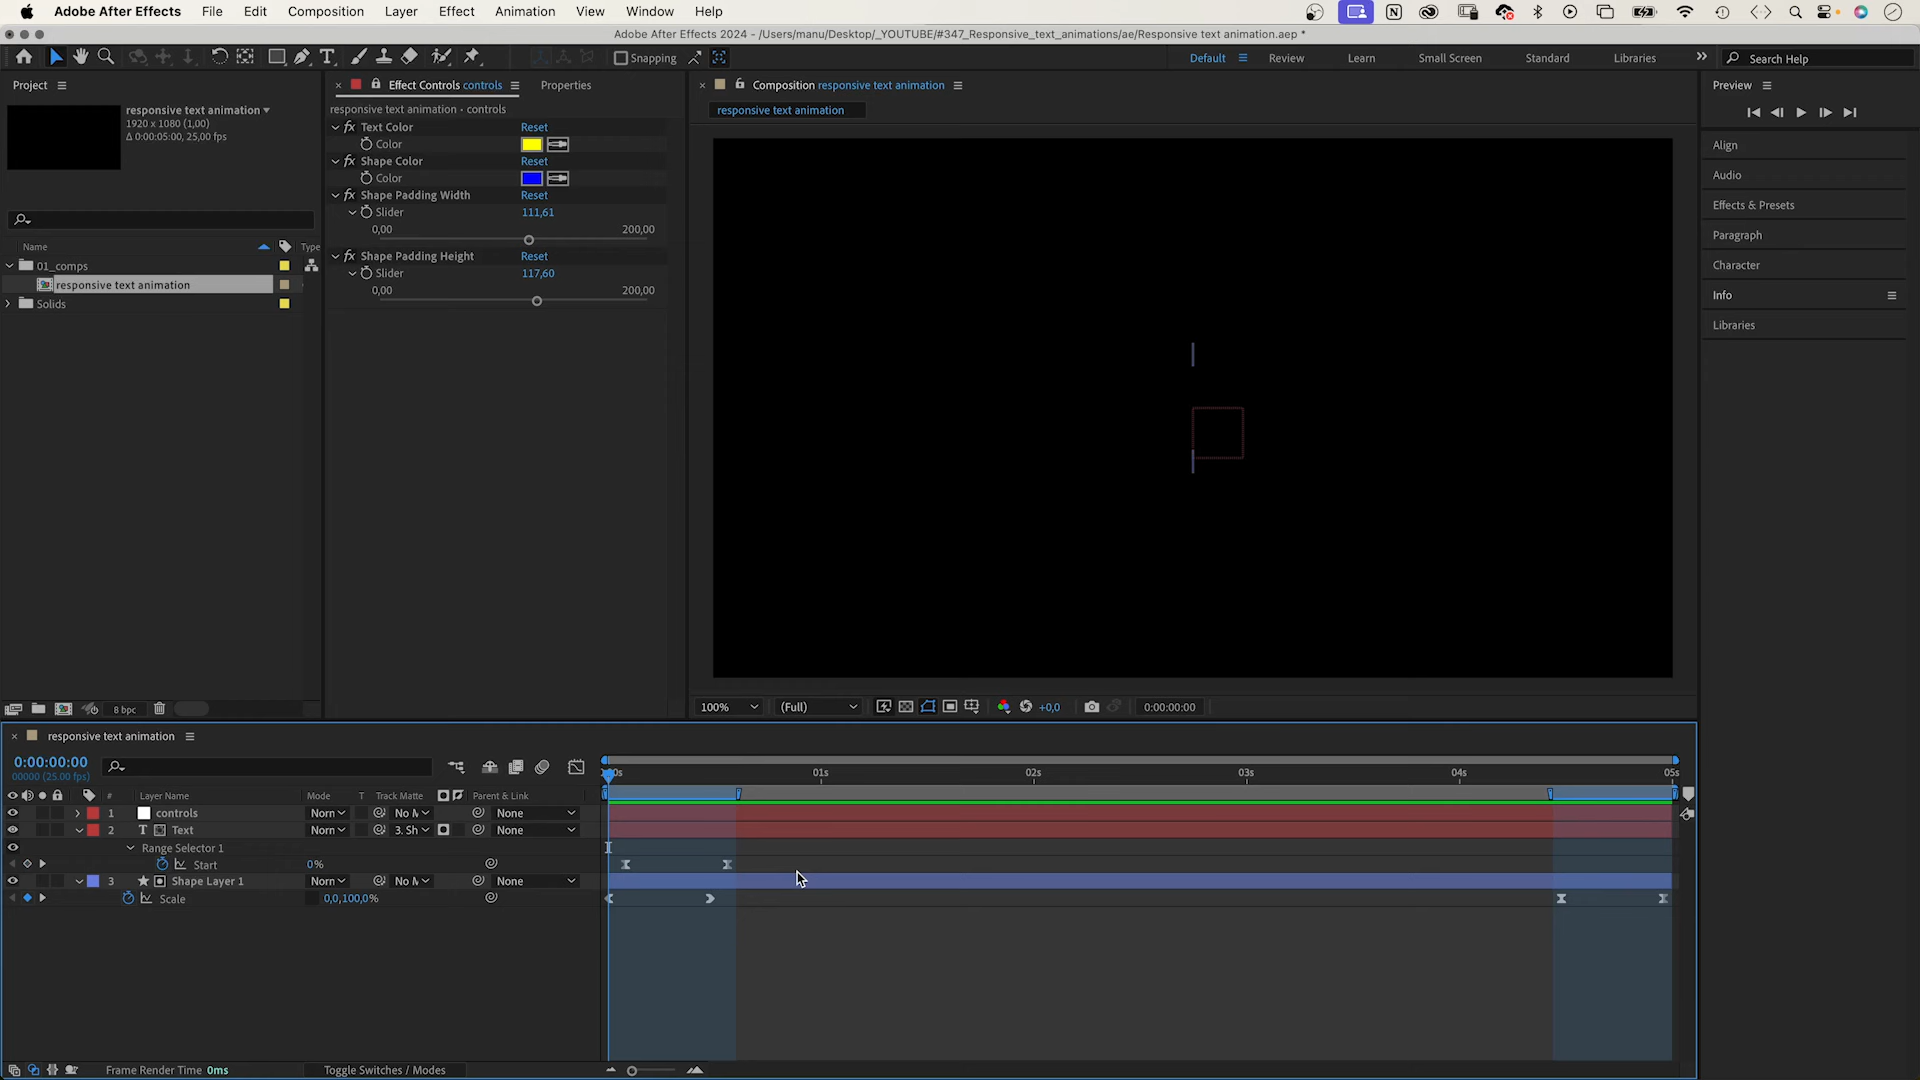 Adobe After Effects File Edit Composition Layer Effect Animation View Window Help
Adobe After Effects 2024 - /Users/manu/Desktop/_YOUTUBE/#347_Responsive_text_animations/ae/Responsive text animation.aep *
Snapping Default Review Learn Small Screen Standard Libraries Search Help
Project
responsive text animation
1920 x 1080 (1,00)
Δ 0:00:05:00, 25,00 fps
Name Type
01_comps
responsive text animation
Solids
8 bpc
Effect Controls controls Properties
responsive text animation · controls
fx Text Color Reset
Color
fx Shape Color Reset
Color
fx Shape Padding Width Reset
Slider 111,61
0,00 200,00
fx Shape Padding Height Reset
Slider 117,60
0,00 200,00
Composition responsive text animation
responsive text animation
100% (Full) +0,0 0:00:00:00
Preview
Align
Audio
Effects & Presets
Paragraph
Character
Info
Libraries
responsive text animation
0:00:00:00
00000 (25.00 fps)
# Layer Name Mode T Track Matte Parent & Link
1 controls Norn No M None
2 T Text Norn 3. Sh None
Range Selector 1
Start 0%
3 Shape Layer 1 Norn No M None
Scale 0,0,100,0%
0s 01s 02s 03s 04s 05s
Frame Render Time 0ms Toggle Switches / Modes